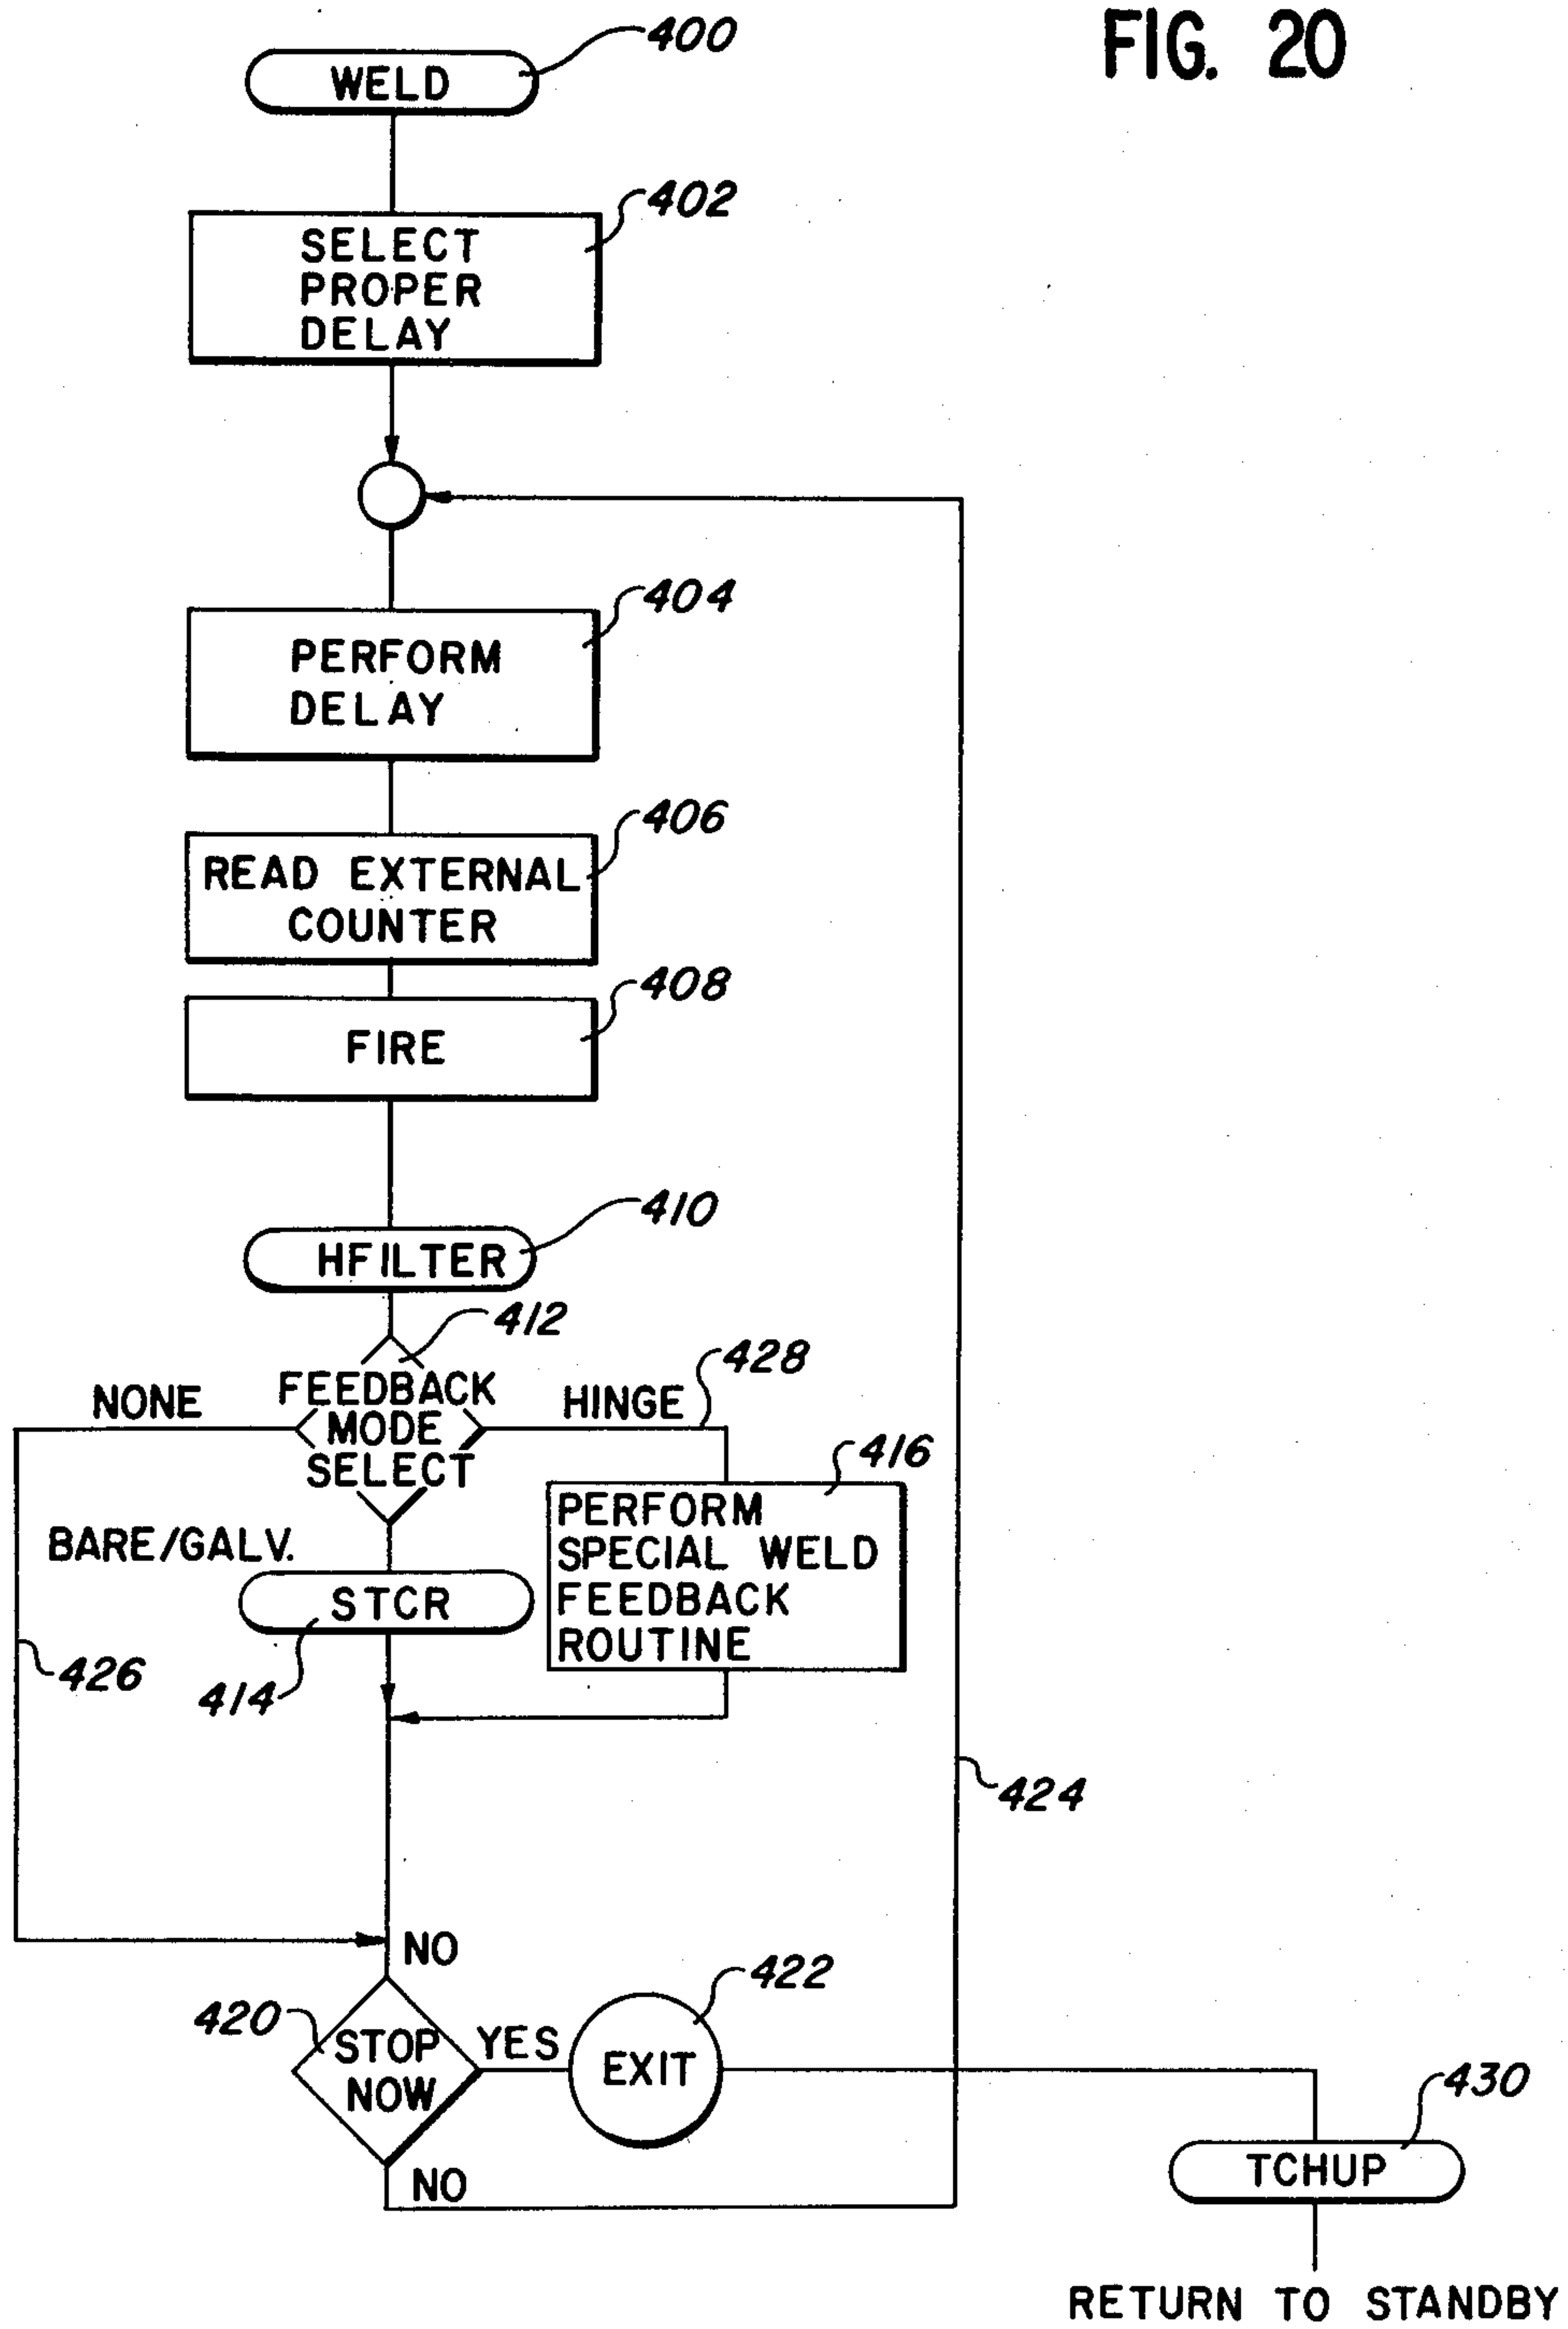 FIG. 20
400
WELD
402
SELECT
PROPER
DELAY
404
PERFORM
DELAY
406
READ EXTERNAL
COUNTER
408
FIRE
410
HFILTER
412
428
NONE
FEEDBACK
MODE
SELECT
HINGE
416
PERFORM
SPECIAL WELD
FEEDBACK
ROUTINE
BARE/GALV.
STCR
426
414
424
NO
420
STOP
NOW
YES
422
EXIT
430
NO
TCHUP
RETURN TO STANDBY